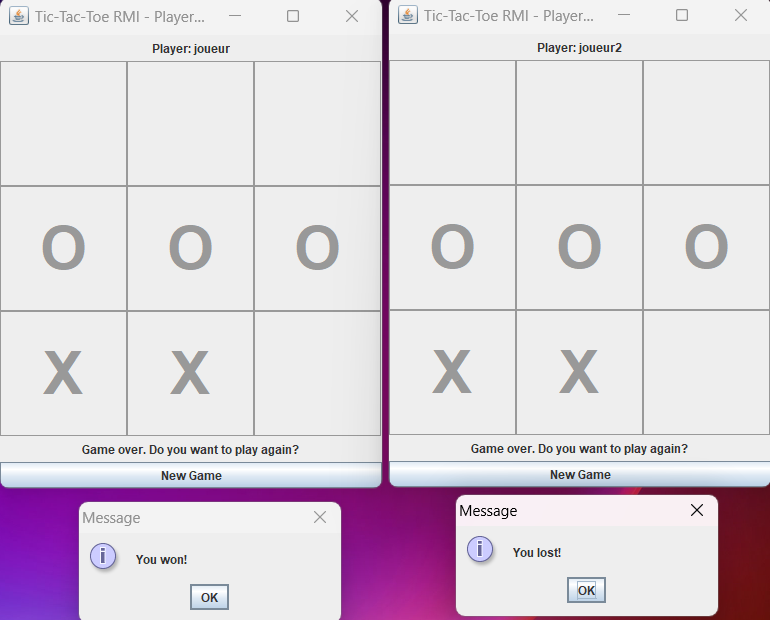 Tic-Tac-Toe RMI - Player...
Player: joueur
O O O
X X
Game over. Do you want to play again?
New Game
Message
You won!
OK
Tic-Tac-Toe RMI - Player...
Player: joueur2
O O O
X X
Game over. Do you want to play again?
New Game
Message
You lost!
OK